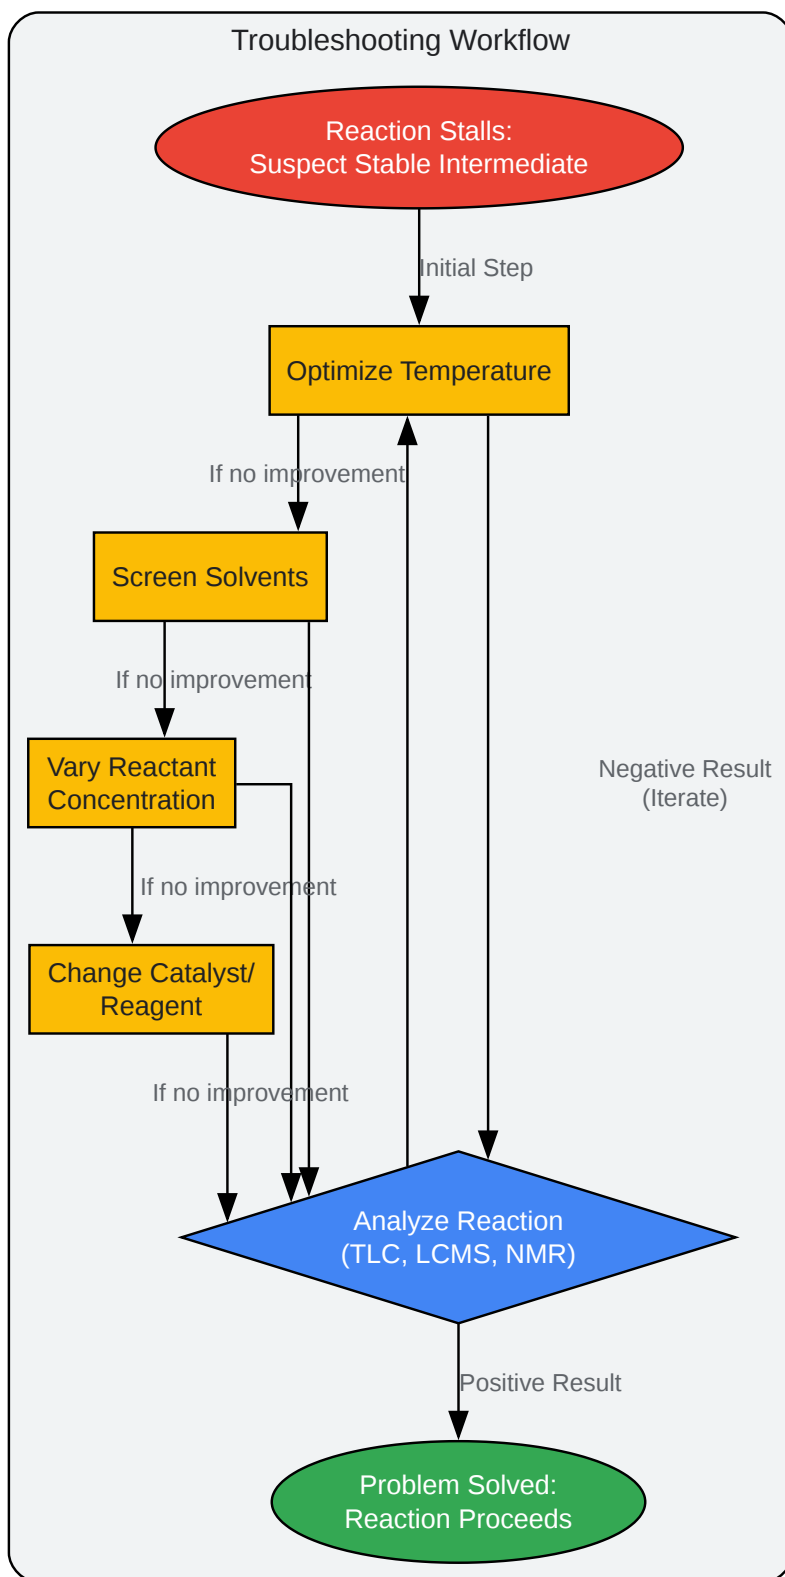 Troubleshooting Workflow
Reaction Stalls:
Suspect Stable Intermediate
Initial Step
Optimize Temperature
If no improvement
Screen Solvents
If no improvement
Vary Reactant
Concentration
Negative Result
(Iterate)
If no improvement
Change Catalyst/
Reagent
If no improvement
Analyze Reaction
(TLC, LCMS, NMR)
Positive Result
Problem Solved:
Reaction Proceeds